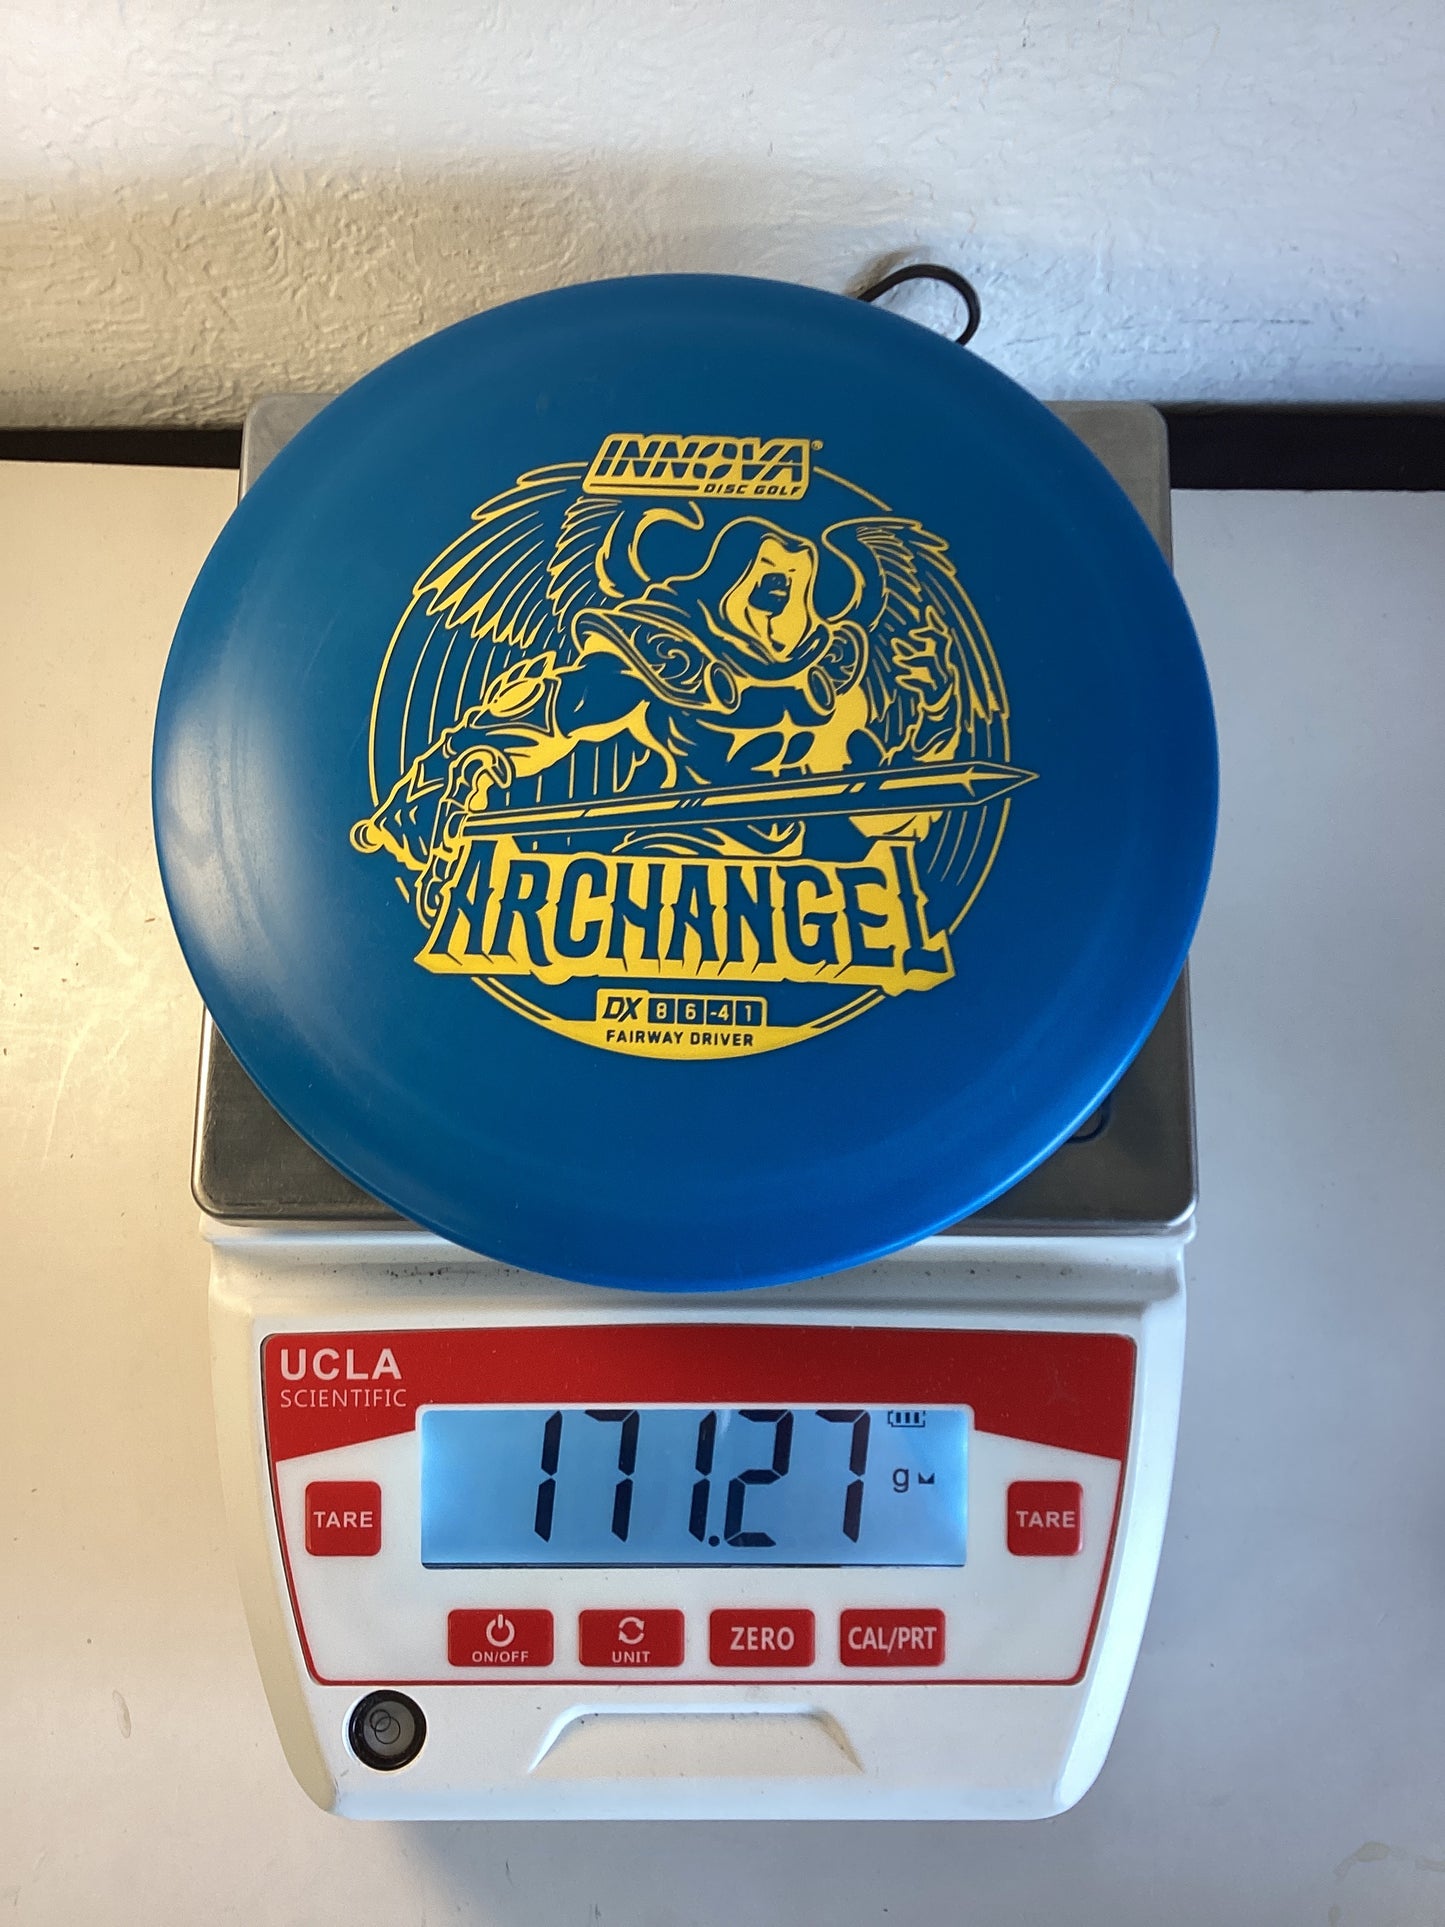 INNOVA®
DISC GOLF
ARCHANGEL
DX 8 6 -4 1
FAIRWAY DRIVER
UCLA
SCIENTIFIC
171.27 g
TARE
TARE
ON/OFF
UNIT
ZERO
CAL/PRT